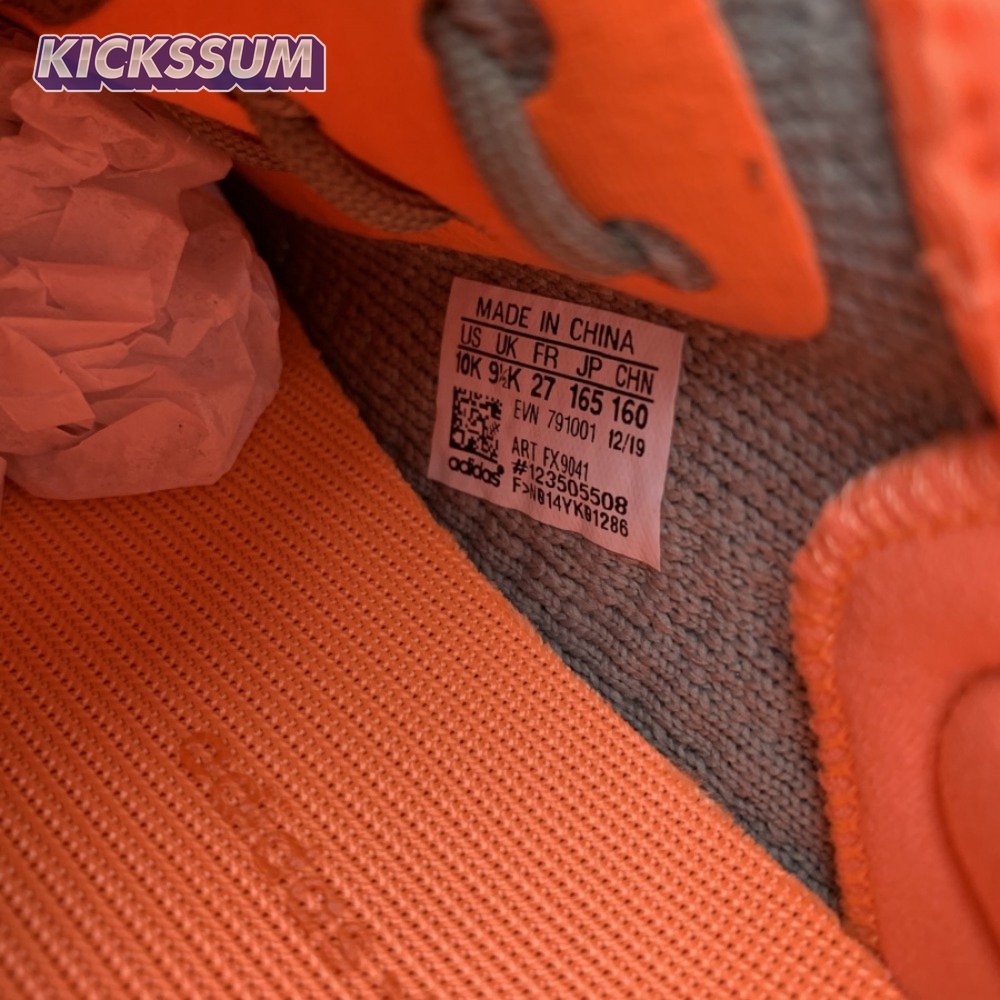 KICKSSUM
MADE IN CHINA
US UK FR JP CHN
10K 9½K 27 165 160
EVN 791001 12/19
ART FX9041
#123505508
adidas
F>N014YK01286